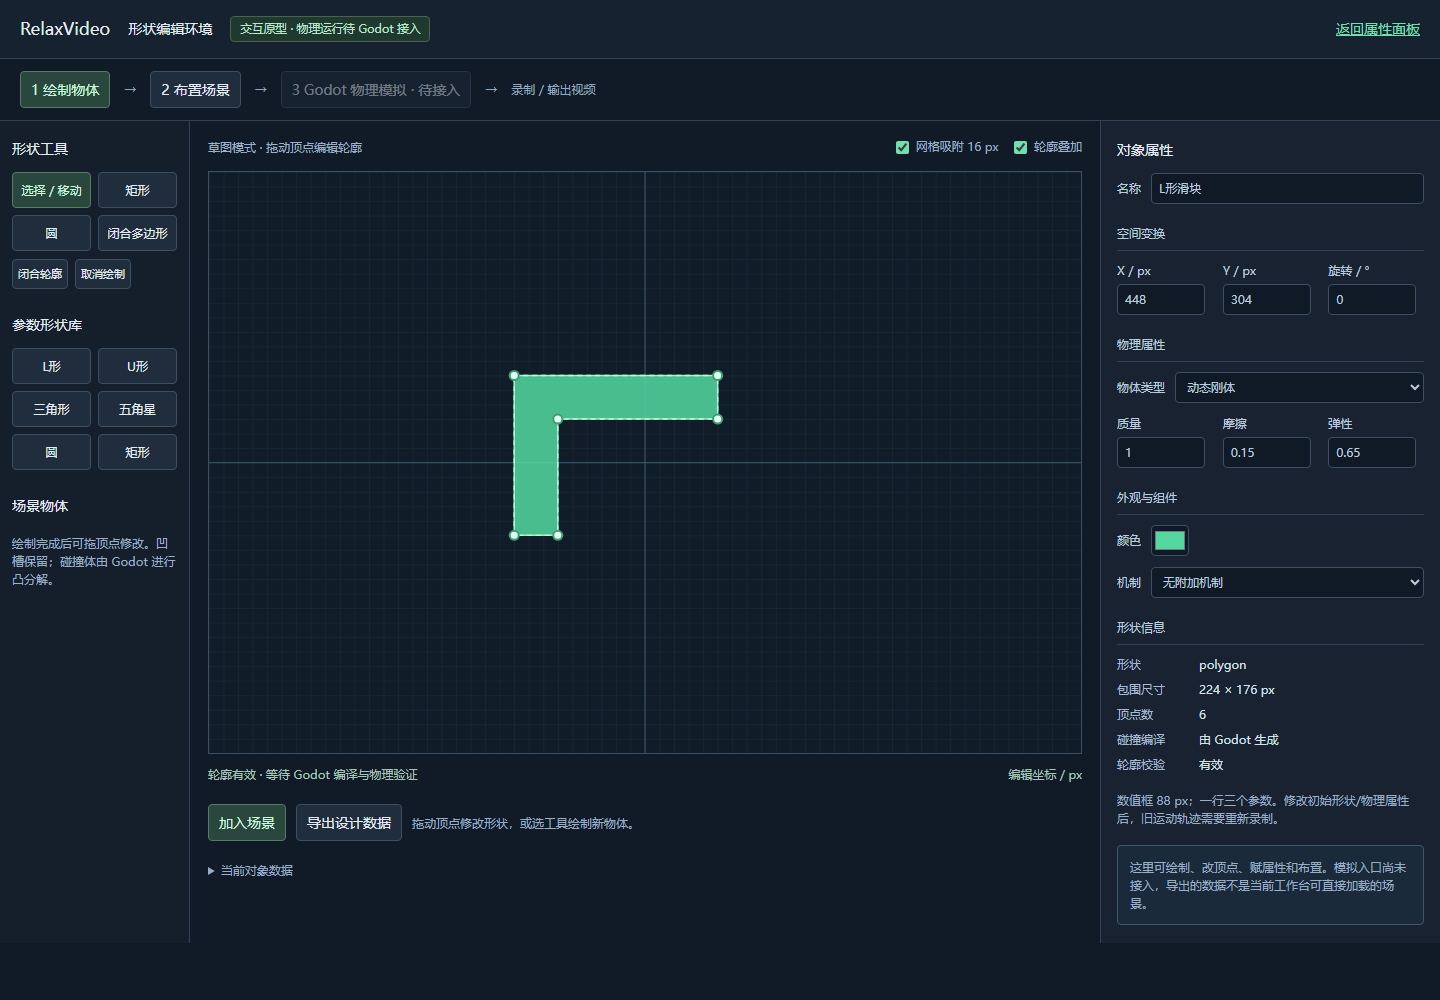 RelaxVideo 形状编辑环境 交互原型 · 物理运行待 Godot 接入 返回属性面板
1 绘制物体 → 2 布置场景 → 3 Godot 物理模拟 · 待接入 → 录制 / 输出视频
形状工具
选择 / 移动 矩形
圆 闭合多边形
闭合轮廓 取消绘制
参数形状库
L形 U形
三角形 五角星
圆 矩形
场景物体
绘制完成后可拖顶点修改。凹
槽保留；碰撞体由 Godot 进行
凸分解。
草图模式 · 拖动顶点编辑轮廓 网格吸附 16 px 轮廓叠加
轮廓有效 · 等待 Godot 编译与物理验证 编辑坐标 / px
加入场景 导出设计数据 拖动顶点修改形状，或选工具绘制新物体。
▶ 当前对象数据
对象属性
名称 L形滑块
空间变换
X / px Y / px 旋转 / °
448 304 0
物理属性
物体类型 动态刚体
质量 摩擦 弹性
1 0.15 0.65
外观与组件
颜色
机制 无附加机制
形状信息
形状 polygon
包围尺寸 224 × 176 px
顶点数 6
碰撞编译 由 Godot 生成
轮廓校验 有效
数值框 88 px；一行三个参数。修改初始形状/物理属性
后，旧运动轨迹需要重新录制。
这里可绘制、改顶点、赋属性和布置。模拟入口尚未
接入，导出的数据不是当前工作台可直接加载的场
景。